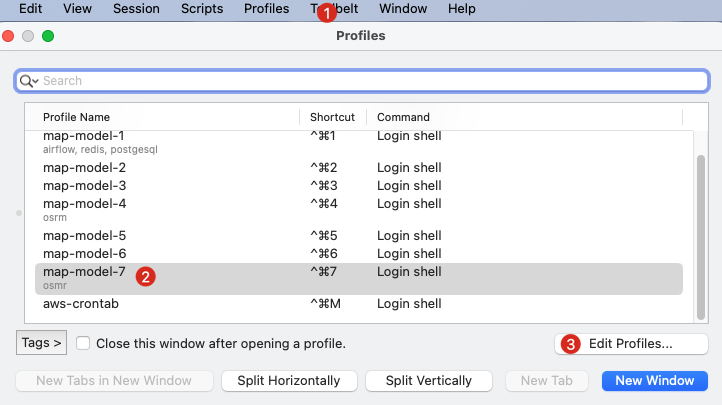 Edit View Session Scripts Profiles Toolbelt Window Help
1
Profiles
Search
Profile Name Shortcut Command
map-model-1 ^⌘1 Login shell
airflow, redis, postgesql
map-model-2 ^⌘2 Login shell
map-model-3 ^⌘3 Login shell
map-model-4 ^⌘4 Login shell
osrm
map-model-5 ^⌘5 Login shell
map-model-6 ^⌘6 Login shell
map-model-7 2 ^⌘7 Login shell
osmr
aws-crontab ^⌘M Login shell
Tags > Close this window after opening a profile. 3 Edit Profiles...
New Tabs in New Window Split Horizontally Split Vertically New Tab New Window